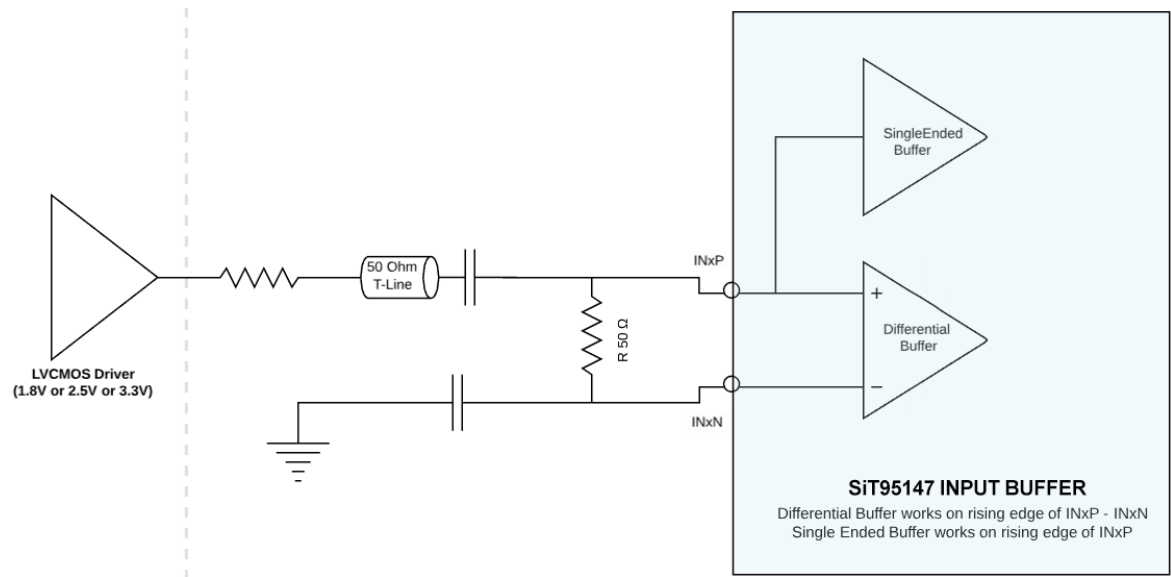 SingleEnded
Buffer
INxP
50 Ohm
T-Line
+
R 50 Ω
Differential
Buffer
LVCMOS Driver
(1.8V or 2.5V or 3.3V)
−
INxN
SiT95147 INPUT BUFFER
Differential Buffer works on rising edge of INxP - INxN
Single Ended Buffer works on rising edge of INxP